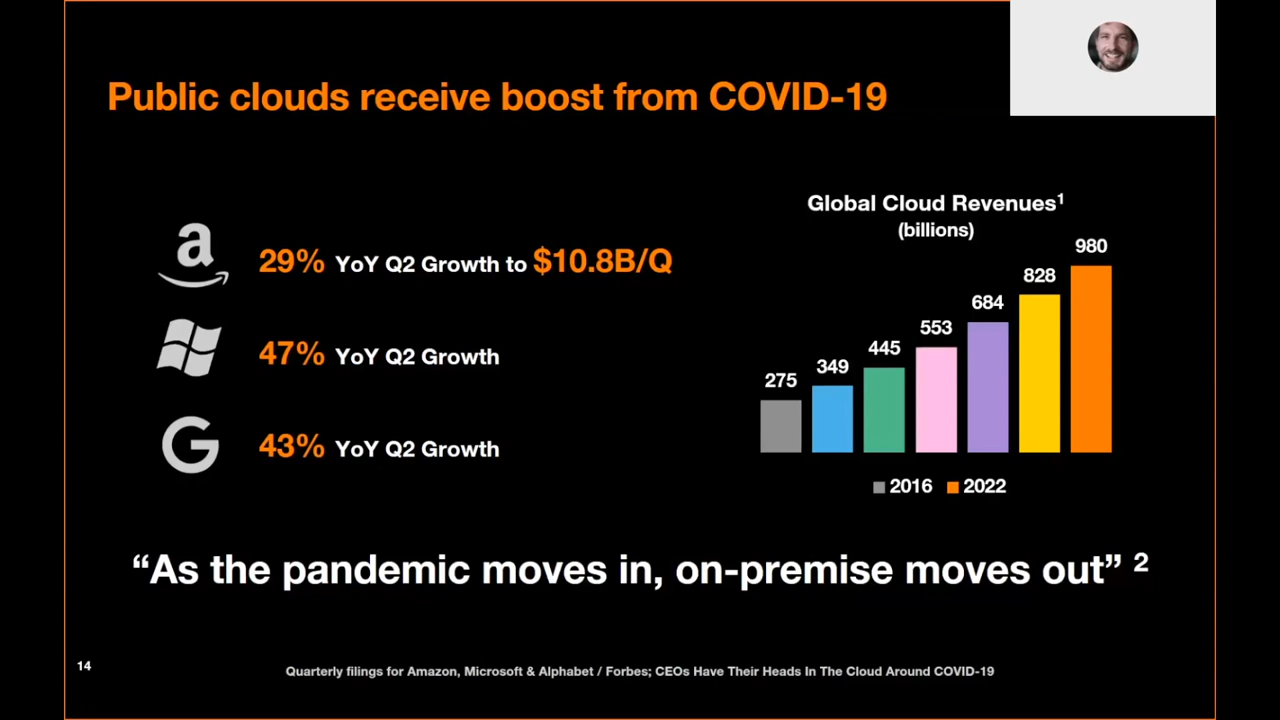 Public clouds receive boost from COVID-19
a
29% YoY Q2 Growth to $10.8B/Q
47% YoY Q2 Growth
G
43% YoY Q2 Growth
Global Cloud Revenues¹
(billions)
275
349
445
553
684
828
980
2016 2022
“As the pandemic moves in, on-premise moves out” ²
14
Quarterly filings for Amazon, Microsoft & Alphabet / Forbes; CEOs Have Their Heads In The Cloud Around COVID-19